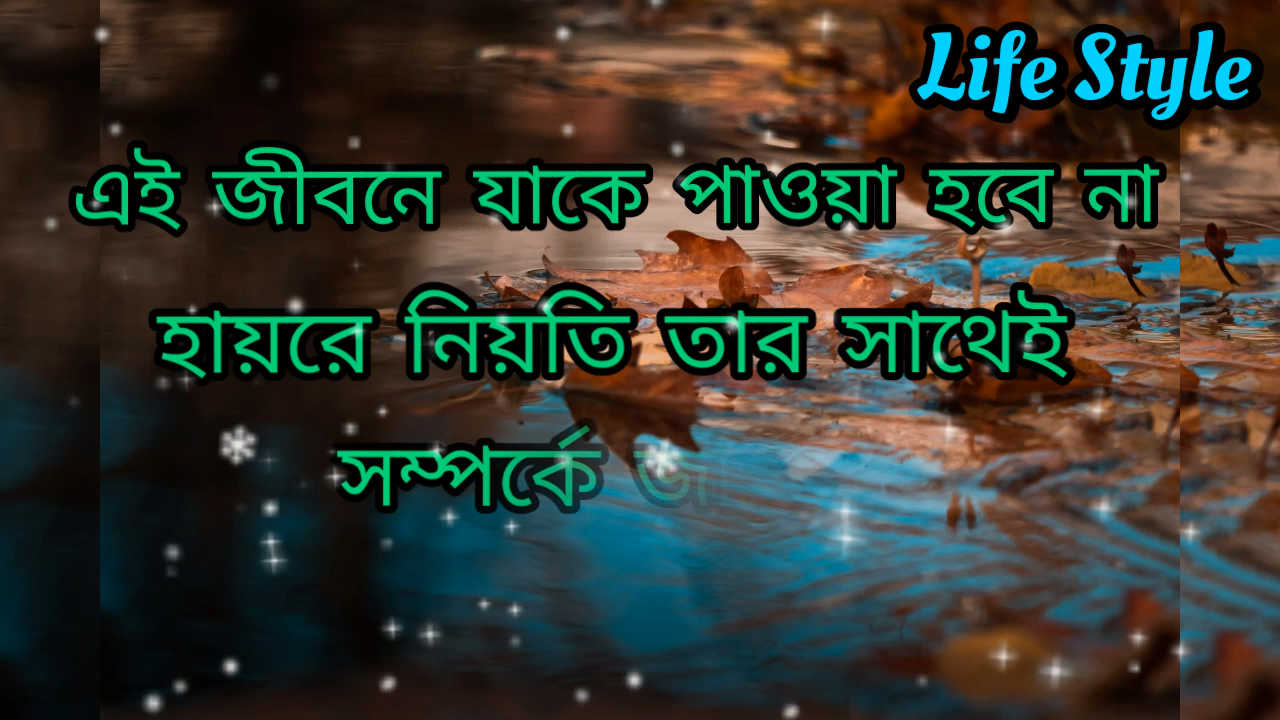 Life Style
এই জীবনে যাকে পাওয়া হবে না
হায়রে নিয়তি তার সাথেই
সম্পর্কে